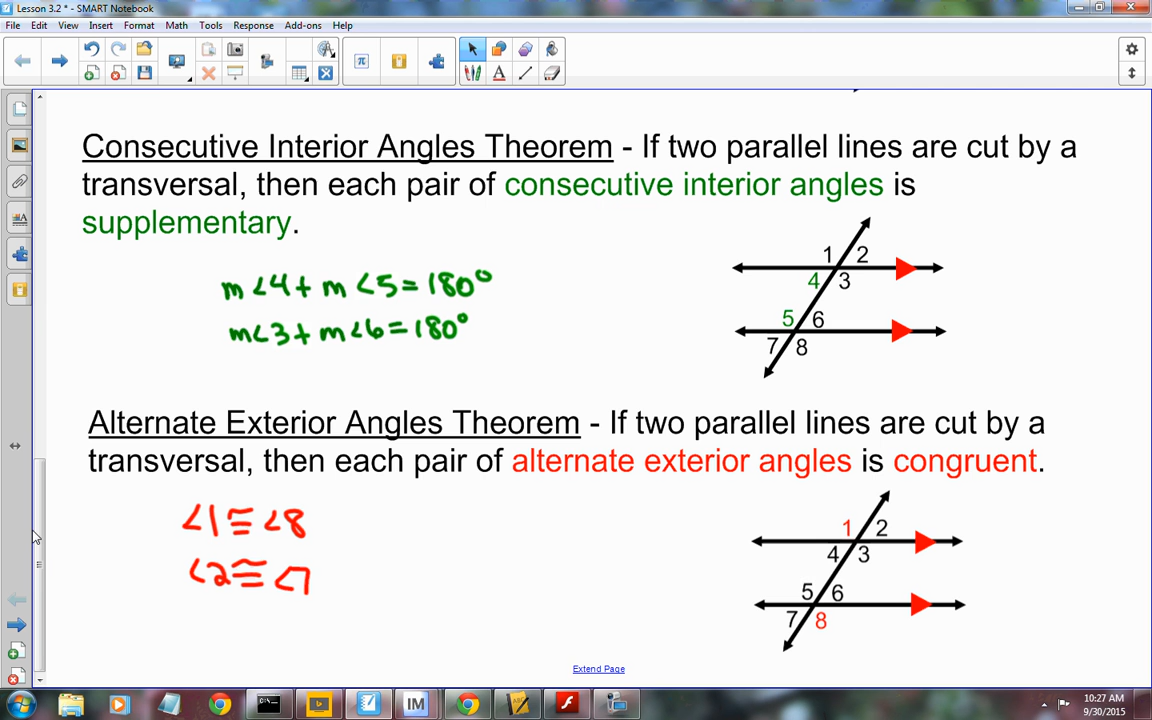 Lesson 3.2 * - SMART Notebook
File Edit View Insert Format Math Tools Response Add-ons Help
Consecutive Interior Angles Theorem - If two parallel lines are cut by a
transversal, then each pair of consecutive interior angles is
supplementary.
m∠4 + m∠5 = 180°
m∠3 + m∠6 = 180°
1 2
4 3
5 6
7 8
Alternate Exterior Angles Theorem - If two parallel lines are cut by a
transversal, then each pair of alternate exterior angles is congruent.
∠1 ≅ ∠8
∠2 ≅ ∠7
1 2
4 3
5 6
7 8
Extend Page
IM
10:27 AM
9/30/2015